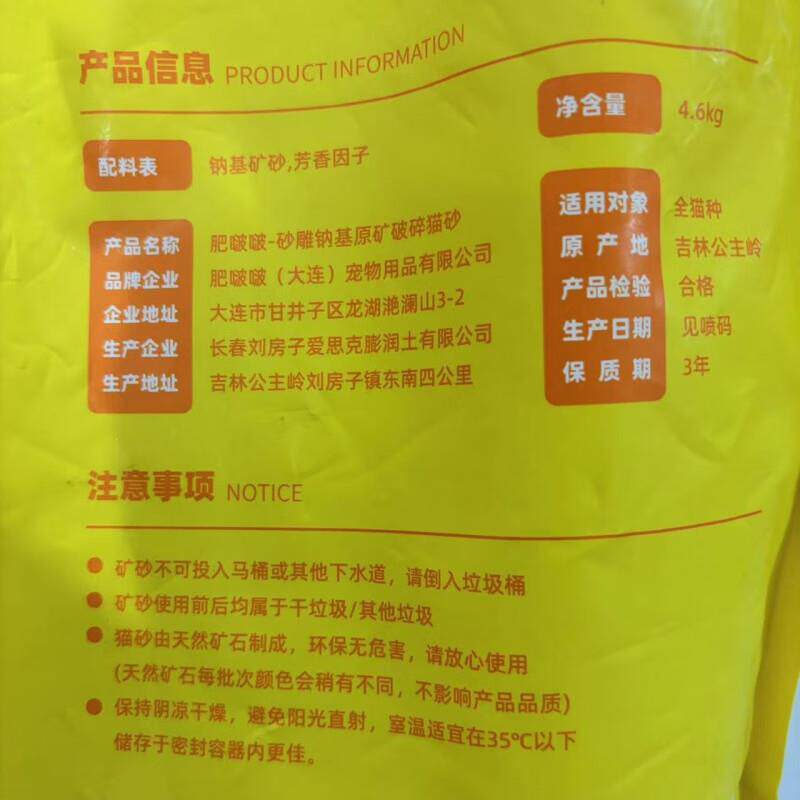 产品信息 PRODUCT INFORMATION
净含量 4.6kg
配料表 钠基矿砂,芳香因子
产品名称 肥啵啵-砂雕钠基原矿破碎猫砂
品牌企业 肥啵啵（大连）宠物用品有限公司
企业地址 大连市甘井子区龙湖滟澜山3-2
生产企业 长春刘房子爱思克膨润土有限公司
生产地址 吉林公主岭刘房子镇东南四公里
适用对象 全猫种
原产地 吉林公主岭
产品检验 合格
生产日期 见喷码
保质期 3年
注意事项 NOTICE
矿砂不可投入马桶或其他下水道，请倒入垃圾桶
矿砂使用前后均属于干垃圾/其他垃圾
猫砂由天然矿石制成，环保无危害，请放心使用
(天然矿石每批次颜色会稍有不同，不影响产品品质)
保持阴凉干燥，避免阳光直射，室温适宜在35℃以下
储存于密封容器内更佳。